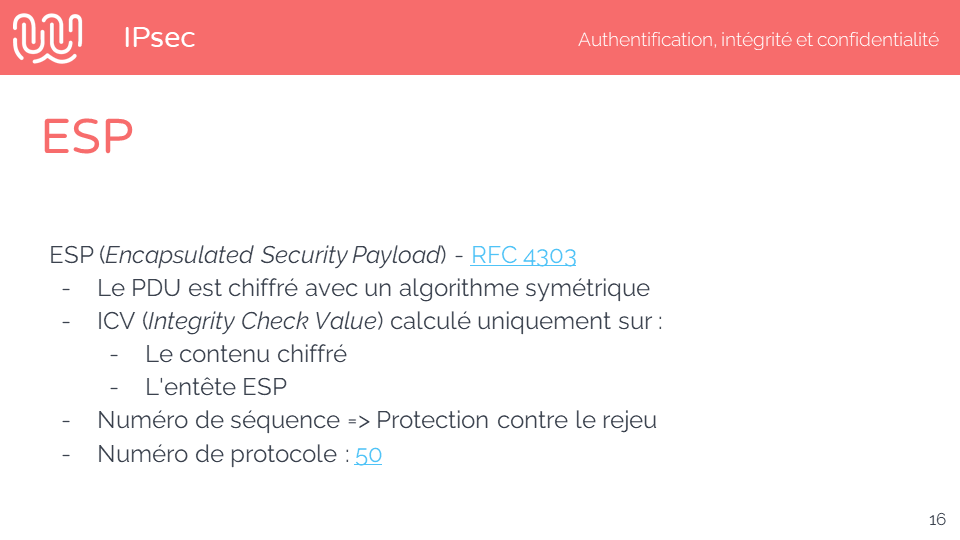 IPsec
Authentification, intégrité et confidentialité
ESP
ESP (Encapsulated Security Payload) - RFC 4303
- Le PDU est chiffré avec un algorithme symétrique
- ICV (Integrity Check Value) calculé uniquement sur :
- Le contenu chiffré
- L'entête ESP
- Numéro de séquence => Protection contre le rejeu
- Numéro de protocole : 50
16